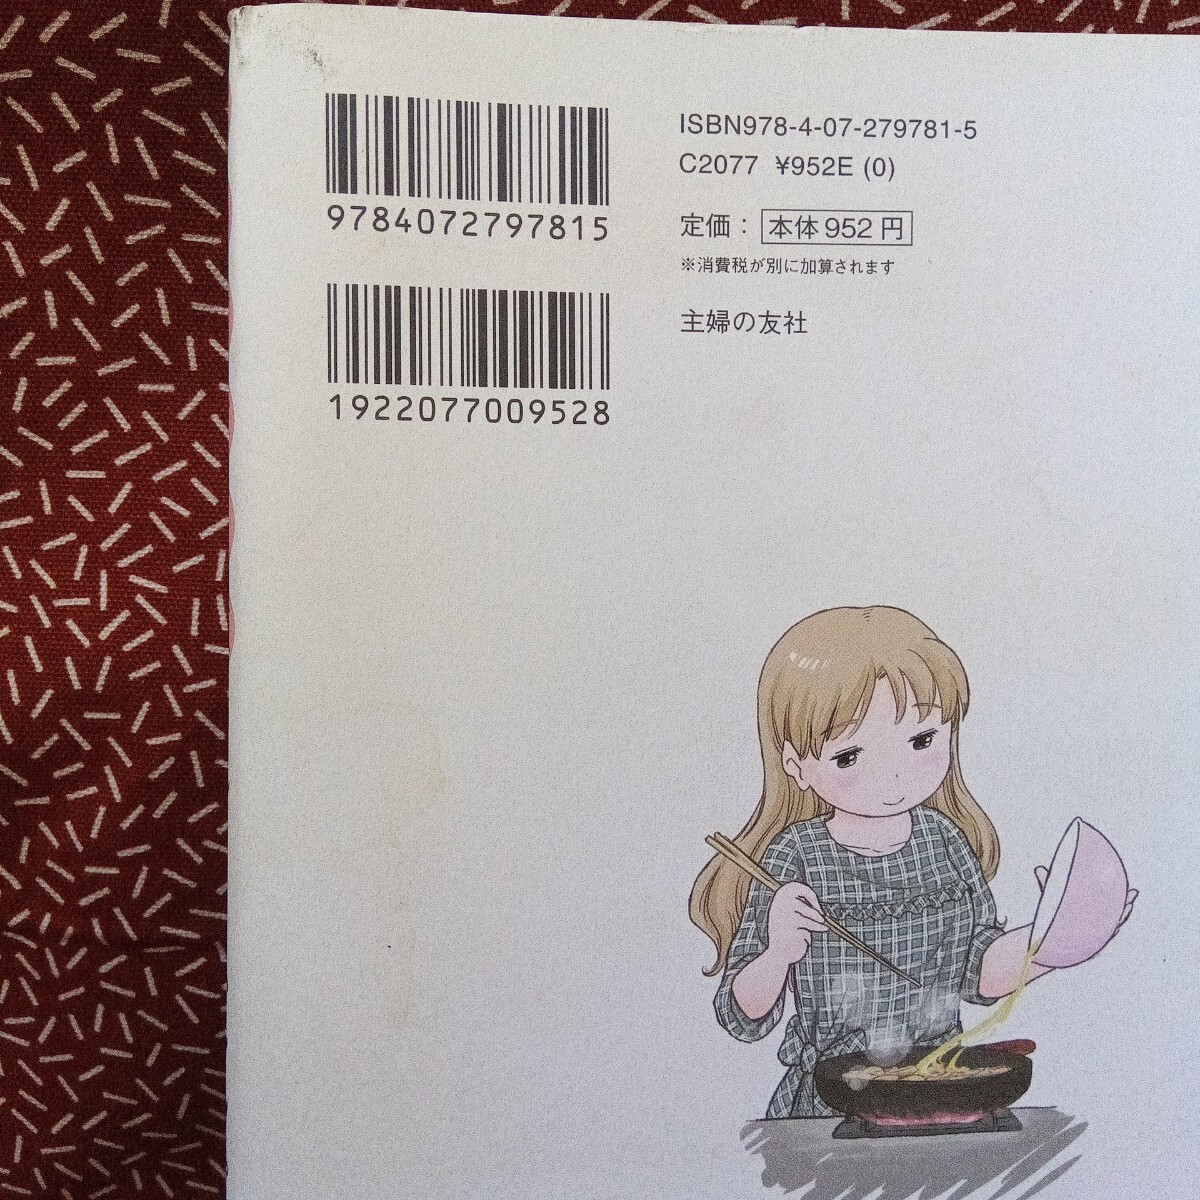 9784072797815
1922077009528
ISBN978-4-07-279781-5
C2077 ¥952E (0)
定価：本体952円
※消費税が別に加算されます
主婦の友社